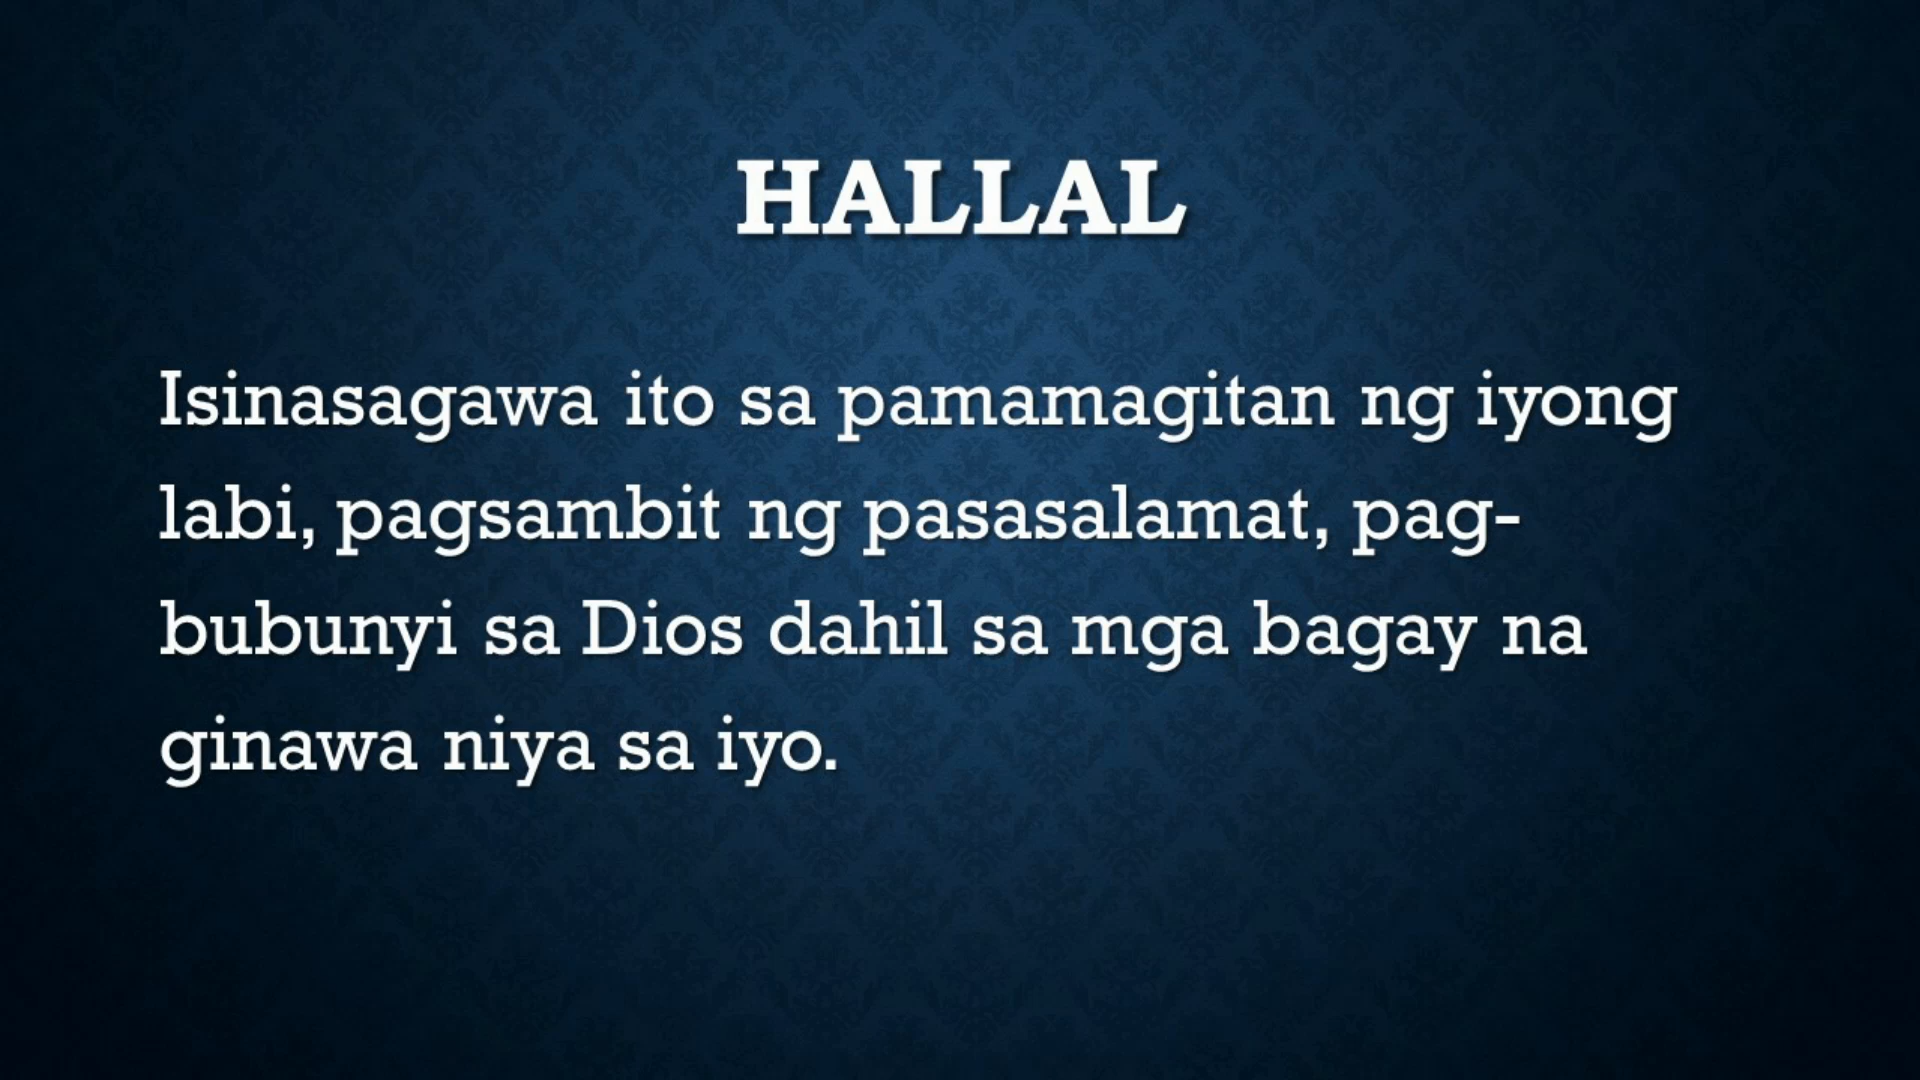 HALLAL
Isinasagawa ito sa pamamagitan ng iyong
labi, pagsambit ng pasasalamat, pag-
bubunyi sa Dios dahil sa mga bagay na
ginawa niya sa iyo.